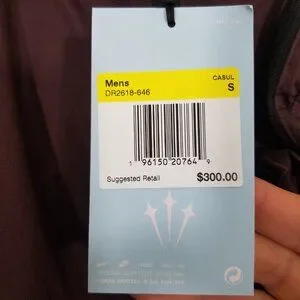 Mens
CASUL
DR2618-646
S
1 96150 20764 9
Suggested Retail
$300.00